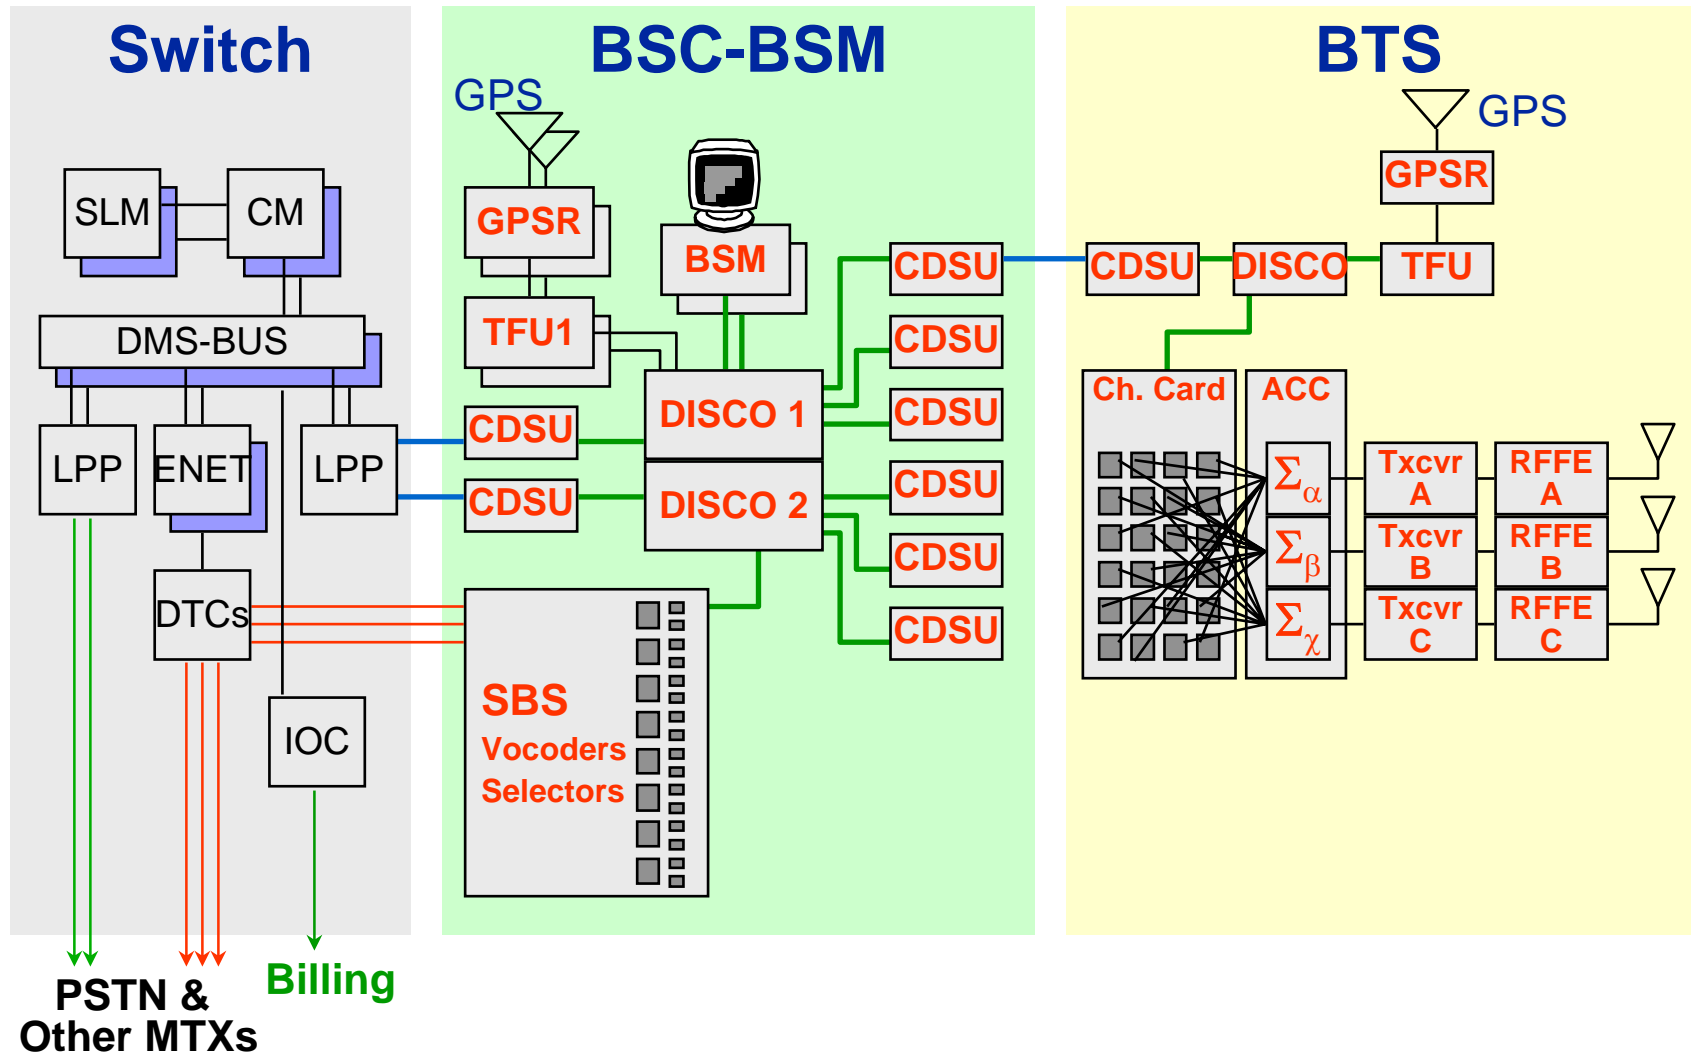 Switch
SLM
CM
DMS-BUS
LPP
ENET
LPP
DTCs
IOC
PSTN &
Other MTXs
Billing
BSC-BSM
GPS
GPSR
BSM
TFU1
CDSU
CDSU
DISCO 1
DISCO 2
CDSU
CDSU
CDSU
CDSU
CDSU
CDSU
SBS
Vocoders
Selectors
BTS
GPS
GPSR
CDSU
DISCO
TFU
Ch. Card
ACC
Σα
Σβ
Σχ
Txcvr
A
Txcvr
B
Txcvr
C
RFFE
A
RFFE
B
RFFE
C